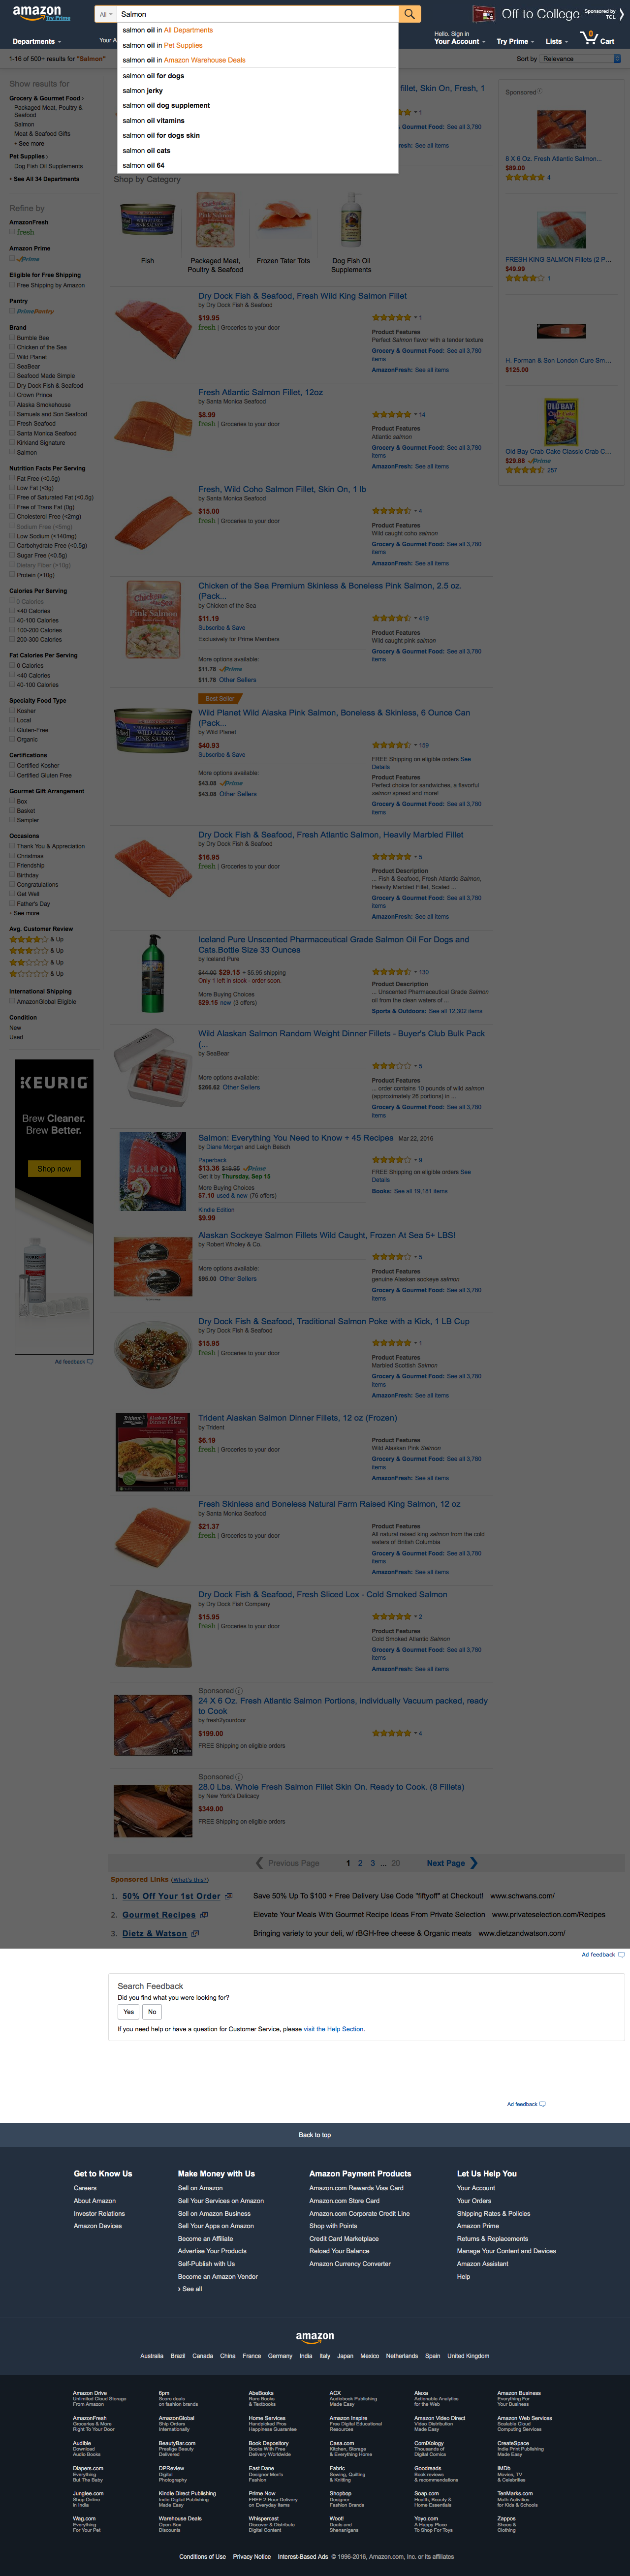 amazon
Try Prime
All
Salmon
Off to College
Sponsored by
TCL
Departments
Your A
Hello. Sign in
Your Account
Try Prime
Lists
0
Cart
salmon oil in All Departments
salmon oil in Pet Supplies
salmon oil in Amazon Warehouse Deals
salmon oil for dogs
salmon jerky
salmon oil dog supplement
salmon oil vitamins
salmon oil for dogs skin
salmon oil cats
salmon oil 64
1-16 of 500+ results for "Salmon"
Sort by Relevance
Show results for
Grocery & Gourmet Food ›
Packaged Meat, Poultry &
Seafood
Salmon
Meat & Seafood Gifts
+ See more
Pet Supplies ›
Dog Fish Oil Supplements
+ See All 34 Departments
Refine by
AmazonFresh
fresh
Amazon Prime
Prime
Eligible for Free Shipping
Free Shipping by Amazon
Pantry
PrimePantry
Brand
Bumble Bee
Chicken of the Sea
Wild Planet
SeaBear
Seafood Made Simple
Dry Dock Fish & Seafood
Crown Prince
Alaska Smokehouse
Samuels and Son Seafood
Fresh Seafood
Santa Monica Seafood
Kirkland Signature
Salmon
Nutrition Facts Per Serving
Fat Free (<0.5g)
Low Fat (<3g)
Free of Saturated Fat (<0.5g)
Free of Trans Fat (0g)
Cholesterol Free (<2mg)
Sodium Free (<5mg)
Low Sodium (<140mg)
Carbohydrate Free (<0.5g)
Sugar Free (<0.5g)
Dietary Fiber (>10g)
Protein (>10g)
Calories Per Serving
0 Calories
<40 Calories
40-100 Calories
100-200 Calories
200-300 Calories
Fat Calories Per Serving
0 Calories
<40 Calories
40-100 Calories
Specialty Food Type
Kosher
Local
Gluten-Free
Organic
Certifications
Certified Kosher
Certified Gluten Free
Gourmet Gift Arrangement
Box
Basket
Sampler
Occasions
Thank You & Appreciation
Christmas
Friendship
Birthday
Congratulations
Get Well
Father's Day
+ See more
Avg. Customer Review
& Up
& Up
& Up
& Up
International Shipping
AmazonGlobal Eligible
Condition
New
Used
KEURIG
Brew Cleaner.
Brew Better.
Shop now
Ad feedback
fillet, Skin On, Fresh, 1
1
& Gourmet Food: See all 3,780
esh: See all items
Shop by Category
Fish
Packaged Meat,
Poultry & Seafood
Frozen Tater Tots
Dog Fish Oil
Supplements
Dry Dock Fish & Seafood, Fresh Wild King Salmon Fillet
by Dry Dock Fish & Seafood
$19.95
fresh | Groceries to your door
1
Product Features
Perfect Salmon flavor with a tender texture
Grocery & Gourmet Food: See all 3,780
items
AmazonFresh: See all items
Fresh Atlantic Salmon Fillet, 12oz
by Santa Monica Seafood
$8.99
fresh | Groceries to your door
14
Product Features
Atlantic salmon
Grocery & Gourmet Food: See all 3,780
items
AmazonFresh: See all items
Fresh, Wild Coho Salmon Fillet, Skin On, 1 lb
by Santa Monica Seafood
$15.00
fresh | Groceries to your door
4
Product Features
Wild caught coho salmon
Grocery & Gourmet Food: See all 3,780
items
AmazonFresh: See all items
Chicken of the Sea Premium Skinless & Boneless Pink Salmon, 2.5 oz.
(Pack...
by Chicken of the Sea
$11.19
Subscribe & Save
Exclusively for Prime Members
More options available:
$11.78 Prime
$11.78 Other Sellers
419
Product Features
Wild caught pink salmon
Grocery & Gourmet Food: See all 3,780
items
Best Seller
Wild Planet Wild Alaska Pink Salmon, Boneless & Skinless, 6 Ounce Can
(Pack...
by Wild Planet
$40.93
Subscribe & Save
More options available:
$43.08 Prime
$43.08 Other Sellers
159
FREE Shipping on eligible orders See
Details
Product Features
Perfect choice for sandwiches, a flavorful
salmon spread and more!
Grocery & Gourmet Food: See all 3,780
items
Dry Dock Fish & Seafood, Fresh Atlantic Salmon, Heavily Marbled Fillet
by Dry Dock Fish & Seafood
$16.95
fresh | Groceries to your door
5
Product Description
... Fish & Seafood, Fresh Atlantic Salmon,
Heavily Marbled Fillet, Scaled ...
Grocery & Gourmet Food: See all 3,780
items
AmazonFresh: See all items
Iceland Pure Unscented Pharmaceutical Grade Salmon Oil For Dogs and
Cats.Bottle Size 33 Ounces
by Iceland Pure
$44.00 $29.15 + $5.95 shipping
Only 1 left in stock - order soon.
More Buying Choices
$29.15 new (3 offers)
130
Product Description
... Unscented Pharmaceutical Grade Salmon
oil from the clean waters of ...
Sports & Outdoors: See all 12,302 items
Wild Alaskan Salmon Random Weight Dinner Fillets - Buyer's Club Bulk Pack
(...
by SeaBear
More options available:
$266.62 Other Sellers
5
Product Features
... order contains 10 pounds of wild salmon
(approximately 28 portions) in ...
Grocery & Gourmet Food: See all 3,780
items
Salmon: Everything You Need to Know + 45 Recipes Mar 22, 2016
by Diane Morgan and Leigh Beisch
Paperback
$13.36 $19.95 Prime
Get it by Thursday, Sep 15
More Buying Choices
$7.10 used & new (76 offers)
Kindle Edition
$9.99
9
FREE Shipping on eligible orders See
Details
Books: See all 19,181 items
Alaskan Sockeye Salmon Fillets Wild Caught, Frozen At Sea 5+ LBS!
by Robert Wholey & Co.
More options available:
$95.00 Other Sellers
5
Product Features
genuine Alaskan sockeye salmon
Grocery & Gourmet Food: See all 3,780
items
Dry Dock Fish & Seafood, Traditional Salmon Poke with a Kick, 1 LB Cup
by Dry Dock Fish & Seafood
$15.95
fresh | Groceries to your door
1
Product Features
Marbled Scottish Salmon
Grocery & Gourmet Food: See all 3,780
items
AmazonFresh: See all items
Trident Alaskan Salmon Dinner Fillets, 12 oz (Frozen)
by Trident
$6.19
fresh | Groceries to your door
Product Features
Wild Alaskan Pink Salmon
Grocery & Gourmet Food: See all 3,780
items
AmazonFresh: See all items
Fresh Skinless and Boneless Natural Farm Raised King Salmon, 12 oz
by Santa Monica Seafood
$21.37
fresh | Groceries to your door
Product Features
All natural raised king salmon from the cold
waters of British Columbia
Grocery & Gourmet Food: See all 3,780
items
AmazonFresh: See all items
Dry Dock Fish & Seafood, Fresh Sliced Lox - Cold Smoked Salmon
by Dry Dock Fish Company
$15.95
fresh | Groceries to your door
2
Product Features
Cold Smoked Atlantic Salmon
Grocery & Gourmet Food: See all 3,780
items
AmazonFresh: See all items
Sponsored
24 X 6 Oz. Fresh Atlantic Salmon Portions, individually Vacuum packed, ready
to Cook
by fresh2yourdoor
$199.00
FREE Shipping on eligible orders
4
Sponsored
28.0 Lbs. Whole Fresh Salmon Fillet Skin On. Ready to Cook. (8 Fillets)
by New York's Delicacy
$349.00
FREE Shipping on eligible orders
Sponsored
8 X 6 Oz. Fresh Atlantic Salmon...
$69.00
4
FRESH KING SALMON Fillets (2 P...
$49.99
1
H. Forman & Son London Cure Sm...
$125.00
OLD BAY
Old Bay Crab Cake Classic Crab C...
$29.88 Prime
257
Previous Page 1 2 3 ... 20 Next Page
Sponsored Links (What's this?)
1. 50% Off Your 1st Order Save 50% Up To $100 + Free Delivery Use Code "fiftyoff" at Checkout! www.schwans.com/
2. Gourmet Recipes Elevate Your Meals With Gourmet Recipe Ideas From Private Selection www.privateselection.com/Recipes
3. Dietz & Watson Bringing variety to your deli, w/ rBGH-free cheese & Organic meats www.dietzandwatson.com/
Ad feedback
Search Feedback
Did you find what you were looking for?
Yes
No
If you need help or have a question for Customer Service, please visit the Help Section.
Ad feedback
Back to top
Get to Know Us
Careers
About Amazon
Investor Relations
Amazon Devices
Make Money with Us
Sell on Amazon
Sell Your Services on Amazon
Sell on Amazon Business
Sell Your Apps on Amazon
Become an Affiliate
Advertise Your Products
Self-Publish with Us
Become an Amazon Vendor
› See all
Amazon Payment Products
Amazon.com Rewards Visa Card
Amazon.com Store Card
Amazon.com Corporate Credit Line
Shop with Points
Credit Card Marketplace
Reload Your Balance
Amazon Currency Converter
Let Us Help You
Your Account
Your Orders
Shipping Rates & Policies
Amazon Prime
Returns & Replacements
Manage Your Content and Devices
Amazon Assistant
Help
amazon
Australia Brazil Canada China France Germany India Italy Japan Mexico Netherlands Spain United Kingdom
Amazon Drive
Unlimited Cloud Storage
From Amazon
6pm
Score deals
on fashion brands
AbeBooks
Rare Books
& Textbooks
ACX
Audiobook Publishing
Made Easy
Alexa
Actionable Analytics
for the Web
Amazon Business
Everything For
Your Business
AmazonFresh
Groceries & More
Right To Your Door
AmazonGlobal
Ship Orders
Internationally
Home Services
Handpicked Pros
Happiness Guarantee
Amazon Inspire
Free Digital Educational
Resources
Amazon Video Direct
Video Distribution
Made Easy
Amazon Web Services
Scalable Cloud
Computing Services
Audible
Download
Audio Books
BeautyBar.com
Prestige Beauty
Delivered
Book Depository
Books With Free
Delivery Worldwide
Casa.com
Kitchen, Storage
& Everything Home
ComiXology
Thousands of
Digital Comics
CreateSpace
Indie Print Publishing
Made Easy
Diapers.com
Everything
But The Baby
DPReview
Digital
Photography
East Dane
Designer Men's
Fashion
Fabric
Sewing, Quilting
& Knitting
Goodreads
Book reviews
& recommendations
IMDb
Movies, TV
& Celebrities
Junglee.com
Shop Online
in India
Kindle Direct Publishing
Indie Digital Publishing
Made Easy
Prime Now
FREE 2-Hour Delivery
on Everyday Items
Shopbop
Designer
Fashion Brands
Soap.com
Health, Beauty &
Home Essentials
TenMarks.com
Math Activities
for Kids & Schools
Wag.com
Everything
For Your Pet
Warehouse Deals
Open-Box
Discounts
Whispercast
Discover & Distribute
Digital Content
Woot!
Deals and
Shenanigans
Yoyo.com
A Happy Place
To Shop For Toys
Zappos
Shoes &
Clothing
Conditions of Use Privacy Notice Interest-Based Ads © 1996-2016, Amazon.com, Inc. or its affiliates